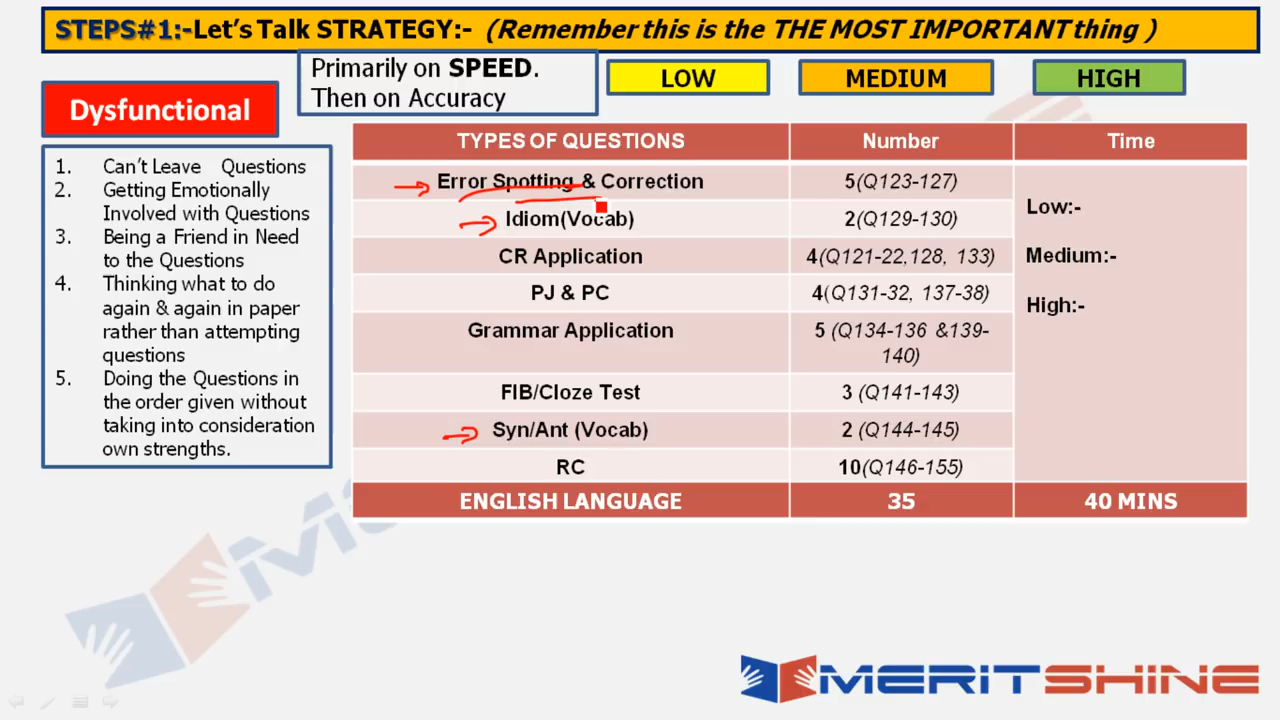 STEPS#1:-Let's Talk STRATEGY:- (Remember this is the THE MOST IMPORTANT thing )
Primarily on SPEED.
Then on Accuracy
LOW
MEDIUM
HIGH
Dysfunctional
1. Can't Leave Questions
2. Getting Emotionally
Involved with Questions
3. Being a Friend in Need
to the Questions
4. Thinking what to do
again & again in paper
rather than attempting
questions
5. Doing the Questions in
the order given without
taking into consideration
own strengths.
TYPES OF QUESTIONS Number Time
Error Spotting & Correction 5(Q123-127)
Idiom(Vocab) 2(Q129-130)
CR Application 4(Q121-22,128, 133)
PJ & PC 4(Q131-32, 137-38)
Grammar Application 5 (Q134-136 &139-
140)
FIB/Cloze Test 3 (Q141-143)
Syn/Ant (Vocab) 2 (Q144-145)
RC 10(Q146-155)
Low:-
Medium:-
High:-
ENGLISH LANGUAGE 35 40 MINS
MERITSHINE